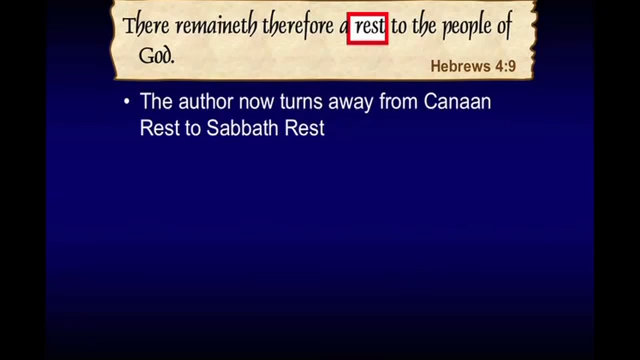 There remaineth therefore a rest to the people of
God.
Hebrews 4:9
• The author now turns away from Canaan
Rest to Sabbath Rest